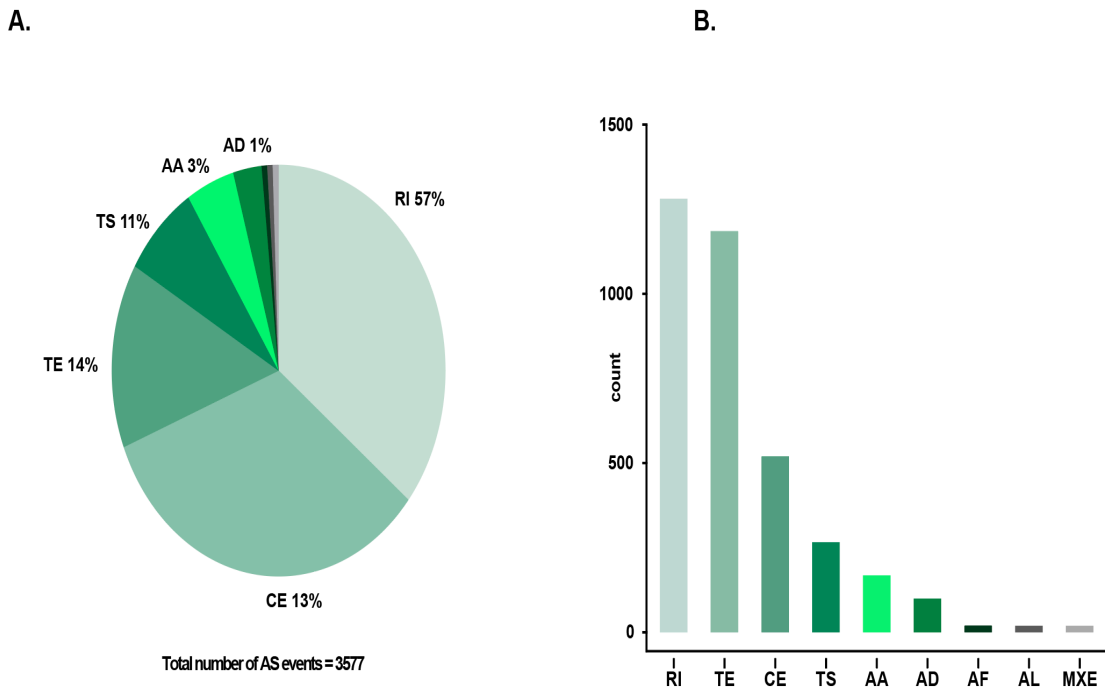 A.
B.
AD 1%
AA 3%
RI 57%
TS 11%
TE 14%
CE 13%
Total number of AS events = 3577
1500
1000
500
0
count
RI TE CE TS AA AD AF AL MXE